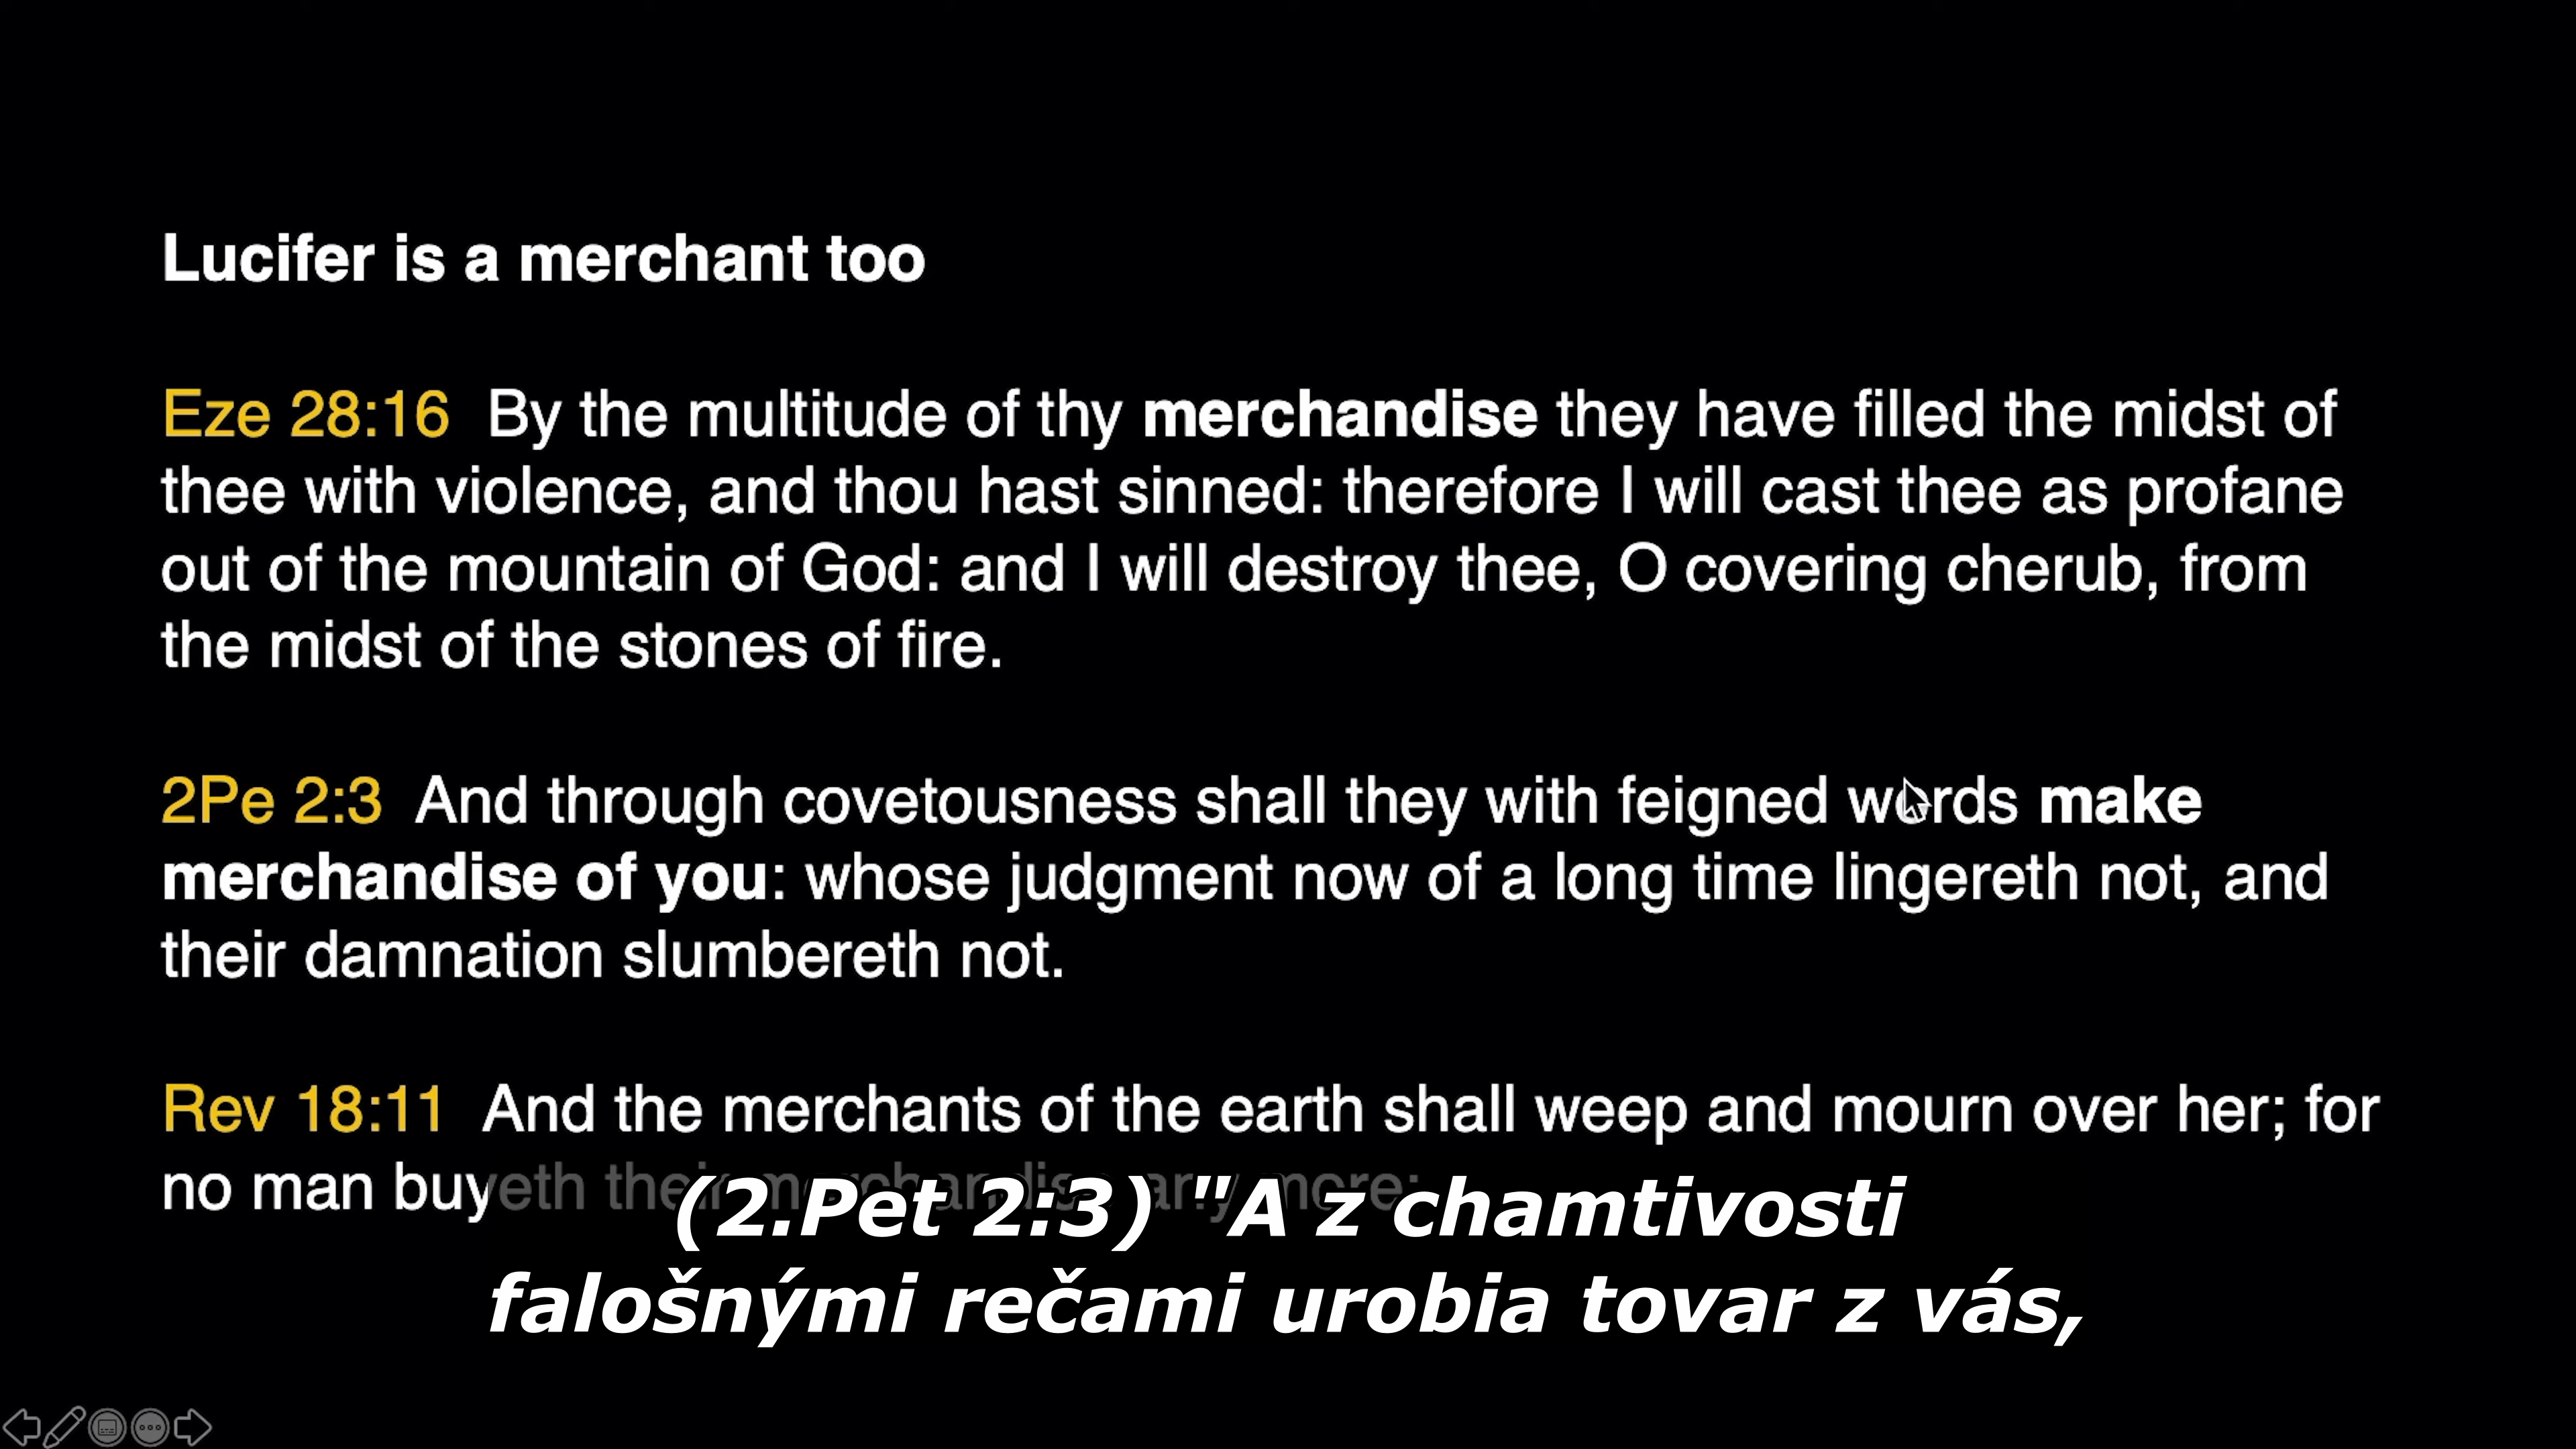 Lucifer is a merchant too
Eze 28:16 By the multitude of thy merchandise they have filled the midst of
thee with violence, and thou hast sinned: therefore I will cast thee as profane
out of the mountain of God: and I will destroy thee, O covering cherub, from
the midst of the stones of fire.
2Pe 2:3 And through covetousness shall they with feigned words make
merchandise of you: whose judgment now of a long time lingereth not, and
their damnation slumbereth not.
Rev 18:11 And the merchants of the earth shall weep and mourn over her; for
no man buyeth their merchandise any more:
(2.Pet 2:3) "A z chamtivosti
falošnými rečami urobia tovar z vás,